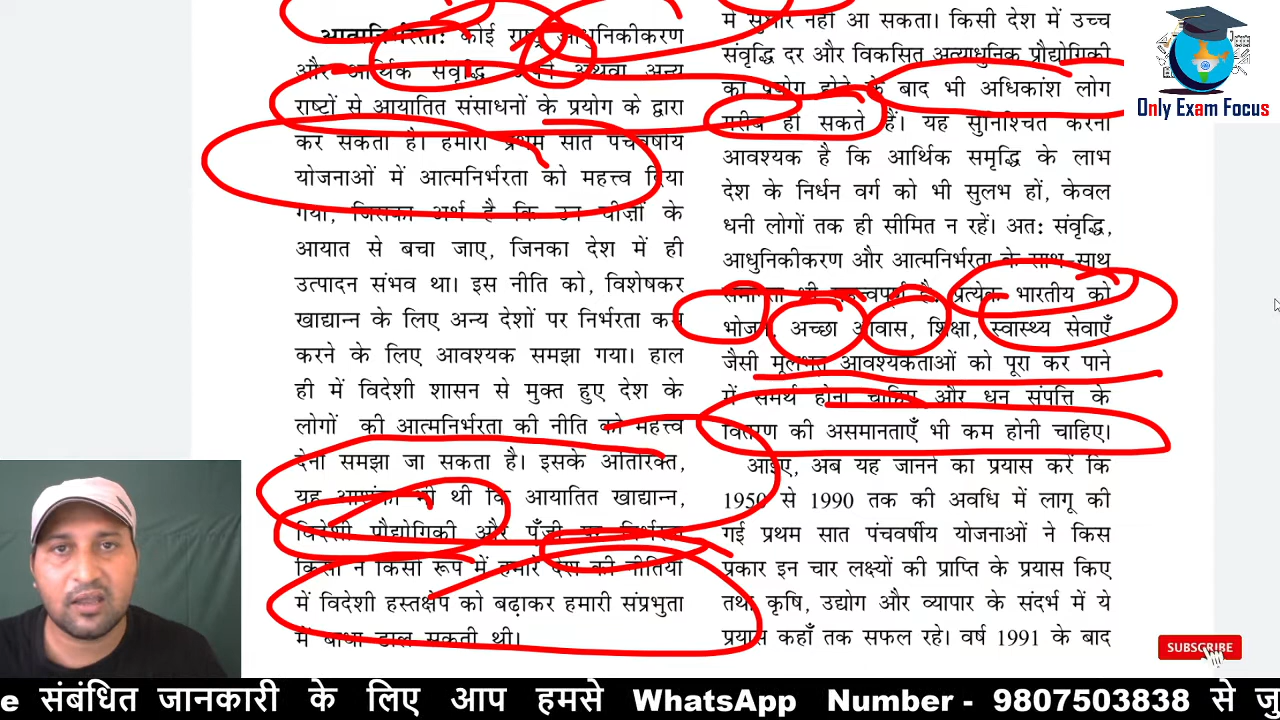 आत्मनिर्भरता: कोई राष्ट्र आधुनिकीकरण
और आर्थिक संवृद्धि अपने अथवा अन्य
राष्टों से आयातित संसाधनों के प्रयोग के द्वारा
कर सकता है। हमारी प्रथम सात पंचवर्षीय
योजनाओं में आत्मनिर्भरता को महत्त्व दिया
गया, जिसका अर्थ है कि उन चीज़ों के
आयात से बचा जाए, जिनका देश में ही
उत्पादन संभव था। इस नीति को, विशेषकर
खाद्यान्न के लिए अन्य देशों पर निर्भरता कम
करने के लिए आवश्यक समझा गया। हाल
ही में विदेशी शासन से मुक्त हुए देश के
लोगों की आत्मनिर्भरता की नीति को महत्त्व
देना समझा जा सकता है। इसके अतिरिक्त,
यह आशंका भी थी कि आयातित खाद्यान्न,
विदेशी प्रौद्योगिकी और पूँजी पर निर्भरता
किसी न किसी रूप में हमारे देश की नीतियों
में विदेशी हस्तक्षेप को बढ़ाकर हमारी संप्रभुता
में बाधा डाल सकती थी।
में सुधार नहीं आ सकता। किसी देश में उच्च
संवृद्धि दर और विकसित अत्याधुनिक प्रौद्योगिकी
का प्रयोग होने के बाद भी अधिकांश लोग
गरीब हो सकते हैं। यह सुनिश्चित करना
आवश्यक है कि आर्थिक समृद्धि के लाभ
देश के निर्धन वर्ग को भी सुलभ हों, केवल
धनी लोगों तक ही सीमित न रहें। अत: संवृद्धि,
आधुनिकीकरण और आत्मनिर्भरता के साथ साथ
समानता भी महत्त्वपूर्ण है, प्रत्येक भारतीय को
भोजन, अच्छा आवास, शिक्षा, स्वास्थ्य सेवाएँ
जैसी मूलभूत आवश्यकताओं को पूरा कर पाने
में समर्थ होना चाहिए और धन संपत्ति के
वितरण की असमानताएँ भी कम होनी चाहिए।
आइए, अब यह जानने का प्रयास करें कि
1950 से 1990 तक की अवधि में लागू की
गई प्रथम सात पंचवर्षीय योजनाओं ने किस
प्रकार इन चार लक्ष्यों की प्राप्ति के प्रयास किए
तथा कृषि, उद्योग और व्यापार के संदर्भ में ये
प्रयास कहाँ तक सफल रहे। वर्ष 1991 के बाद
Only Exam Focus
SUBSCRIBE
e संबंधित जानकारी के लिए आप हमसे WhatsApp Number - 9807503838 से जु